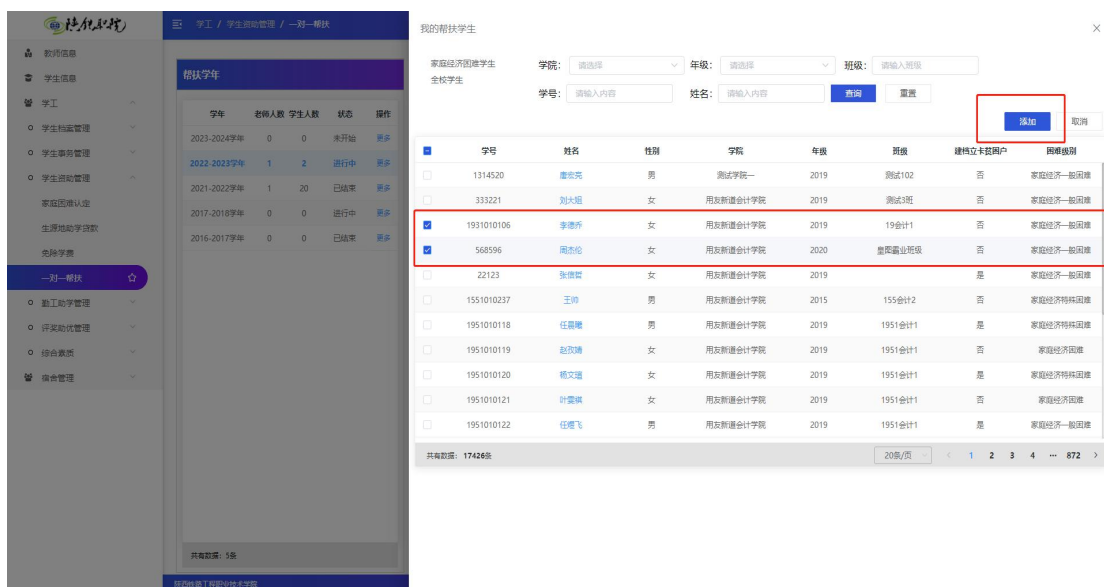 陕铁职院
教师信息
学生信息
学工
学生档案管理
学生事务管理
学生资助管理
家庭困难认定
生源地助学贷款
免除学费
一对一帮扶
勤工助学管理
评奖助优管理
综合素质
宿舍管理
学工 / 学生资助管理 / 一对一帮扶
帮扶学年
学年 老师人数 学生人数 状态 操作
2023-2024学年 0 0 未开始 更多
2022-2023学年 1 2 进行中 更多
2021-2022学年 1 20 已结束 更多
2017-2018学年 0 0 进行中 更多
2016-2017学年 0 0 已结束 更多
共有数据：5条
陕西铁路工程职业技术学院
我的帮扶学生
家庭经济困难学生
全校学生
学院： 请选择 年级： 请选择 班级： 请输入班级
学号： 请输入内容 姓名： 请输入内容 查询 重置
添加 取消
学号 姓名 性别 学院 年级 班级 建档立卡贫困户 困难级别
1314520 唐宏亮 男 测试学院一 2019 测试102 否 家庭经济一般困难
333221 刘大姐 女 用友新道会计学院 2019 测试3班 否 家庭经济一般困难
1931010106 李德乔 女 用友新道会计学院 2019 19会计1 否 家庭经济一般困难
568596 周杰伦 女 用友新道会计学院 2020 皇图霸业班级 否 家庭经济一般困难
22123 张信哲 女 用友新道会计学院 2019 是 家庭经济一般困难
1551010237 王帅 男 用友新道会计学院 2015 155会计2 否 家庭经济特殊困难
1951010118 任晨曦 男 用友新道会计学院 2019 1951会计1 是 家庭经济特殊困难
1951010119 赵孜婧 女 用友新道会计学院 2019 1951会计1 否 家庭经济困难
1951010120 杨文瑶 女 用友新道会计学院 2019 1951会计1 是 家庭经济特殊困难
1951010121 叶雯祺 女 用友新道会计学院 2019 1951会计1 否 家庭经济困难
1951010122 任煜飞 男 用友新道会计学院 2019 1951会计1 是 家庭经济一般困难
共有数据： 17426条 20条/页 1 2 3 4 ··· 872